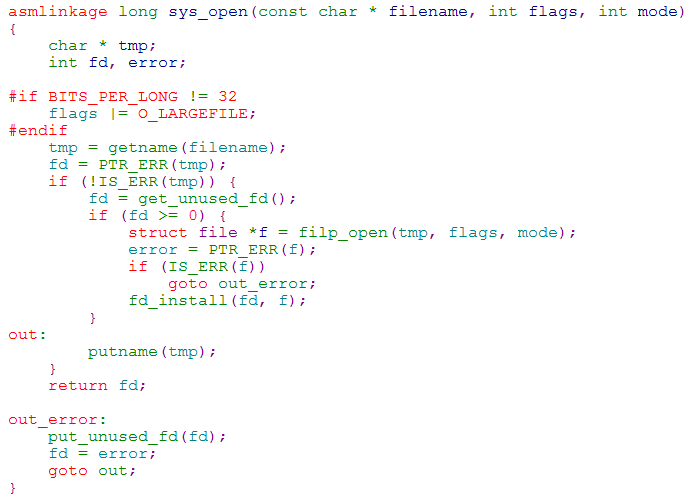 asmlinkage long sys_open(const char * filename, int flags, int mode)
{
    char * tmp;
    int fd, error;

#if BITS_PER_LONG != 32
    flags |= O_LARGEFILE;
#endif
    tmp = getname(filename);
    fd = PTR_ERR(tmp);
    if (!IS_ERR(tmp)) {
        fd = get_unused_fd();
        if (fd >= 0) {
            struct file *f = filp_open(tmp, flags, mode);
            error = PTR_ERR(f);
            if (IS_ERR(f))
                goto out_error;
            fd_install(fd, f);
        }
out:
        putname(tmp);
    }
    return fd;

out_error:
    put_unused_fd(fd);
    fd = error;
    goto out;
}